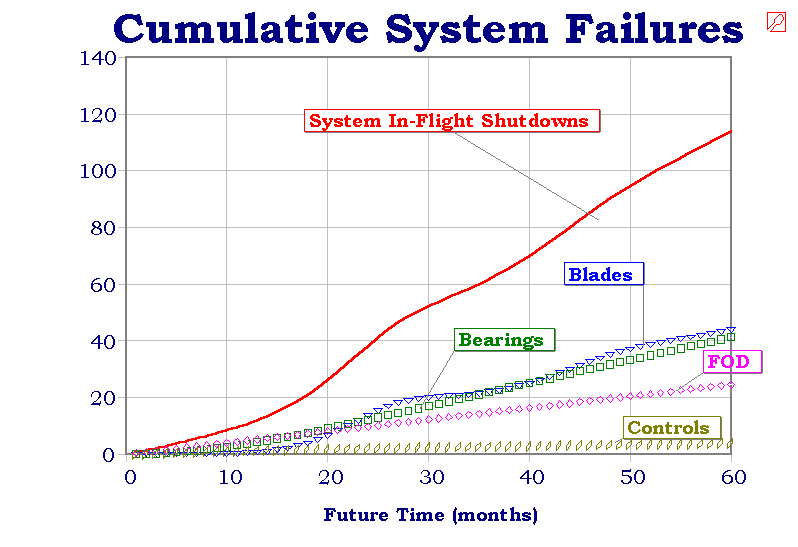 Cumulative System Failures
140
120
100
80
60
40
20
0
System In-Flight Shutdowns
Blades
Bearings
FOD
Controls
0 10 20 30 40 50 60
Future Time (months)